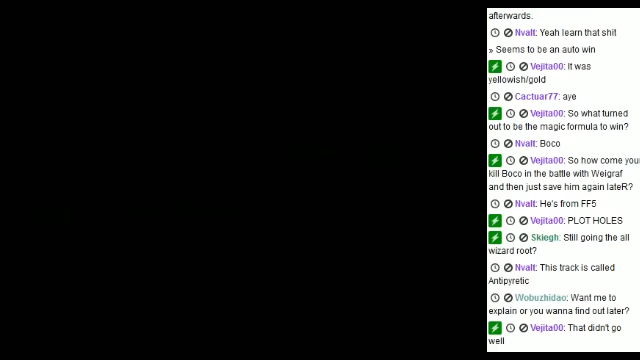 afterwards.
Nvalt: Yeah learn that shit
» Seems to be an auto win
Vejita00: It was
yellowish/gold
Cactuar77: aye
Vejita00: So what turned
out to be the magic formula to win?
Nvalt: Boco
Vejita00: So how come your
kill Boco in the battle with Weigraf
and then just save him again lateR?
Nvalt: He's from FF5
Vejita00: PLOT HOLES
Skiegh: Still going the all
wizard root?
Nvalt: This track is called
Antipyretic
Wobuzhidao: Want me to
explain or you wanna find out later?
Vejita00: That didn't go
well